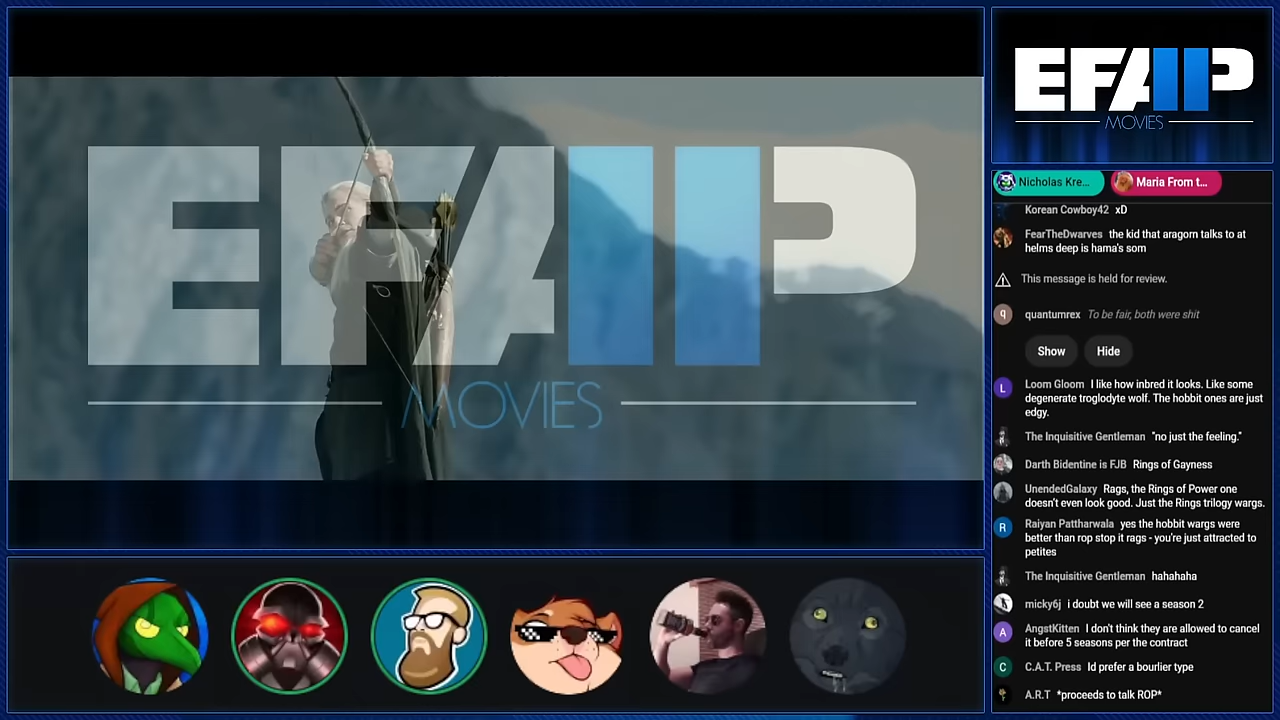 EFAP
MOVIES
EFAP
MOVIES
Nicholas Kre...
Maria From t...
Korean Cowboy42 xD
FearTheDwarves the kid that aragorn talks to at
helms deep is hama's som
This message is held for review.
q
quantumrex To be fair, both were shit
Show
Hide
L
Loom Gloom I like how inbred it looks. Like some
degenerate troglodyte wolf. The hobbit ones are just
edgy.
The Inquisitive Gentleman "no just the feeling."
Darth Bidentine is FJB Rings of Gayness
UnendedGalaxy Rags, the Rings of Power one
doesn't even look good. Just the Rings trilogy wargs.
R
Raiyan Pattharwala yes the hobbit wargs were
better than rop stop it rags - you're just attracted to
petites
The Inquisitive Gentleman hahahaha
micky6j i doubt we will see a season 2
A
AngstKitten I don't think they are allowed to cancel
it before 5 seasons per the contract
C
C.A.T. Press Id prefer a bourlier type
A.R.T *proceeds to talk ROP*